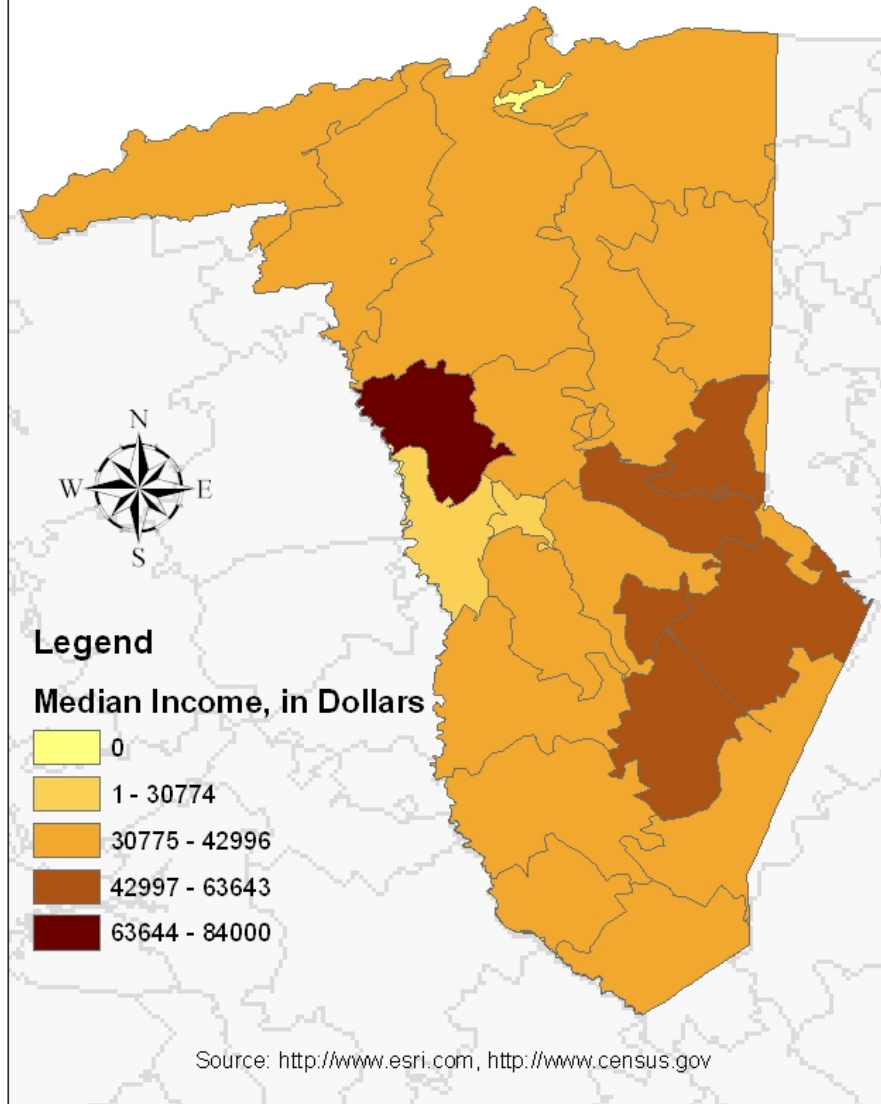 N
W E
S
Legend
Median Income, in Dollars
0
1 - 30774
30775 - 42996
42997 - 63643
63644 - 84000
Source: http://www.esri.com, http://www.census.gov